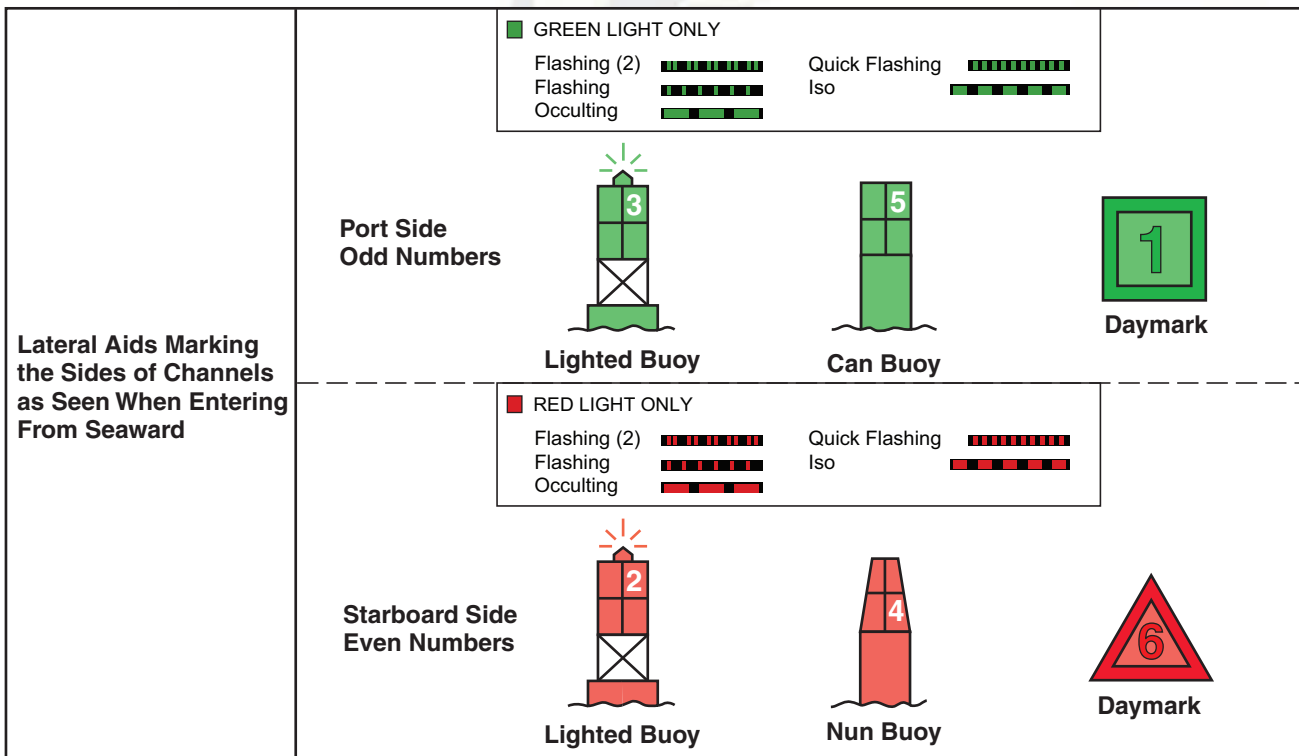 Lateral Aids Marking
the Sides of Channels
as Seen When Entering
From Seaward
GREEN LIGHT ONLY
Flashing (2)
Flashing
Occulting
Quick Flashing
Iso
Port Side
Odd Numbers
3
Lighted Buoy
5
Can Buoy
1
Daymark
RED LIGHT ONLY
Flashing (2)
Flashing
Occulting
Quick Flashing
Iso
Starboard Side
Even Numbers
2
Lighted Buoy
4
Nun Buoy
6
Daymark